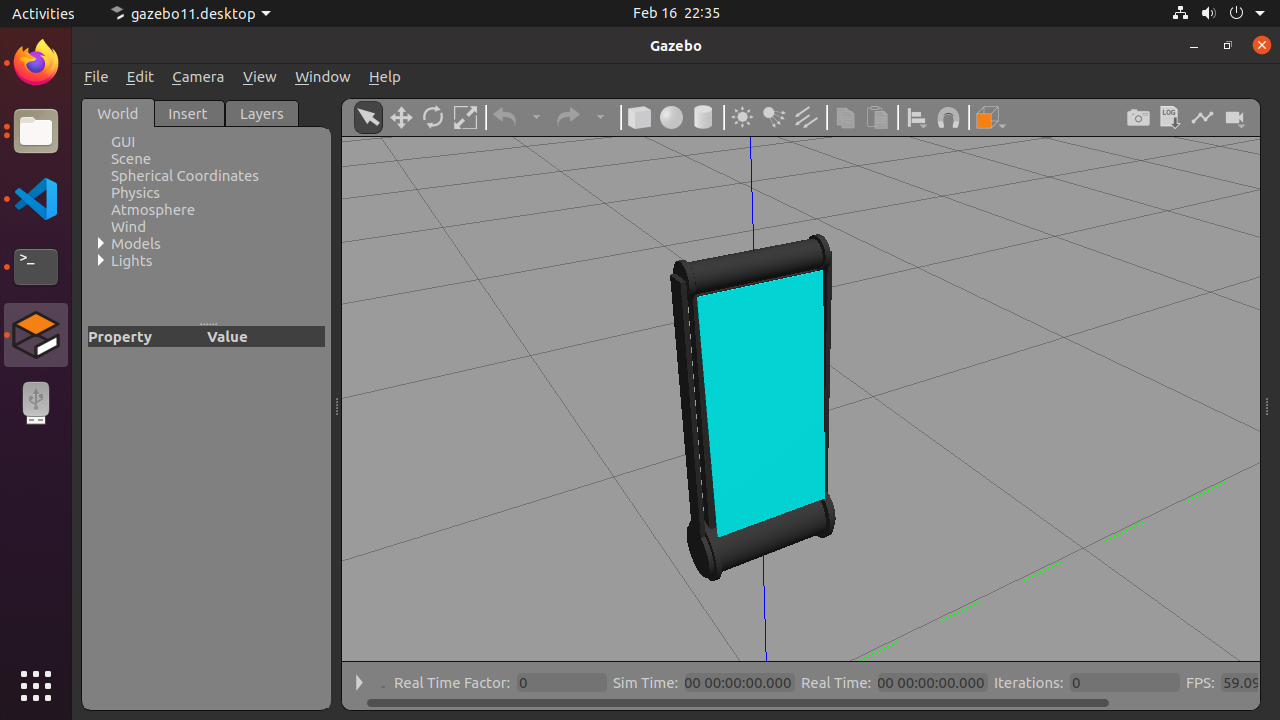 Activities
gazebo11.desktop
Feb 16 22:35
Gazebo
File Edit Camera View Window Help
World Insert Layers
LOG
GUI
Scene
Spherical Coordinates
Physics
Atmosphere
Wind
Models
Lights
Property Value
>_
Real Time Factor: 0 Sim Time: 00 00:00:00.000 Real Time: 00 00:00:00.000 Iterations: 0 FPS: 59.09